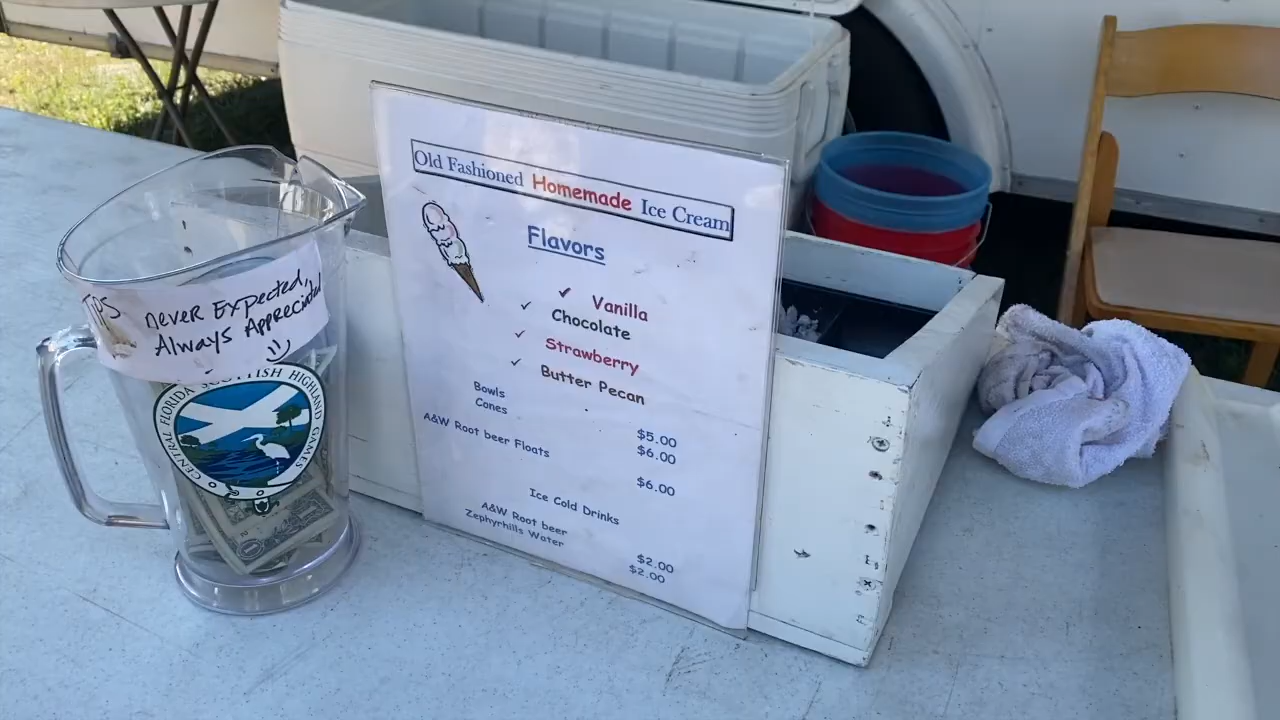 TIPS
never Expected,
Always Appreciated
CENTRAL FLORIDA SCOTTISH HIGHLAND GAMES
Old Fashioned Homemade Ice Cream
Flavors
✓ Vanilla
✓ Chocolate
✓ Strawberry
✓ Butter Pecan
Bowls $5.00
Cones $6.00
A&W Root beer Floats $6.00
Ice Cold Drinks
A&W Root beer $2.00
Zephyrhills Water $2.00